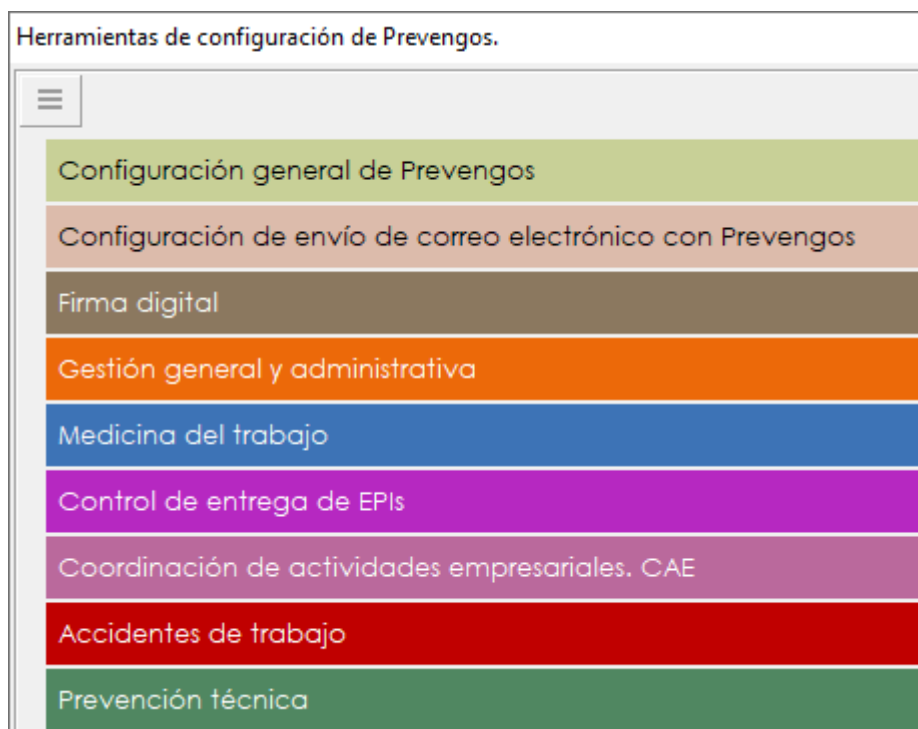 Herramientas de configuración de Prevengos.
Configuración general de Prevengos
Configuración de envío de correo electrónico con Prevengos
Firma digital
Gestión general y administrativa
Medicina del trabajo
Control de entrega de EPIs
Coordinación de actividades empresariales. CAE
Accidentes de trabajo
Prevención técnica